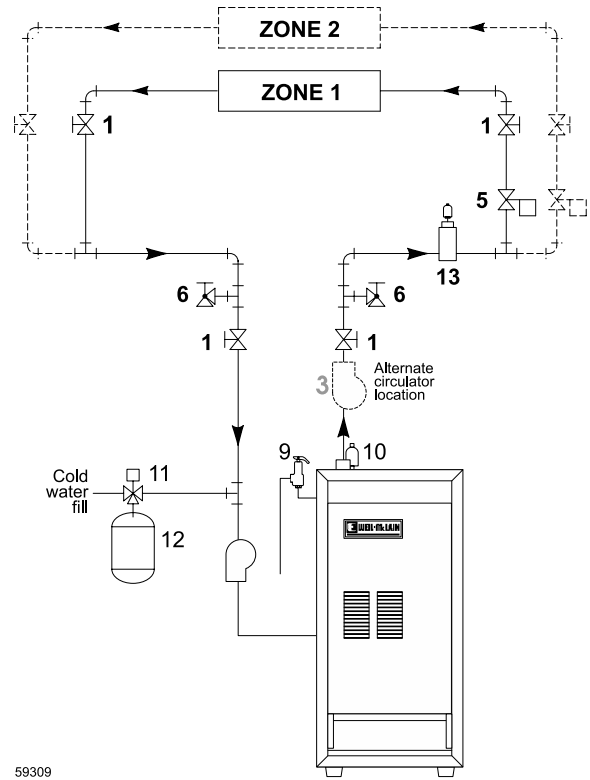 ZONE 2
ZONE 1
1
1
5
13
6
6
1
1
3
Alternate
circulator
location
9
10
Cold
water
fill
11
12
WEIL-McLAIN
59309